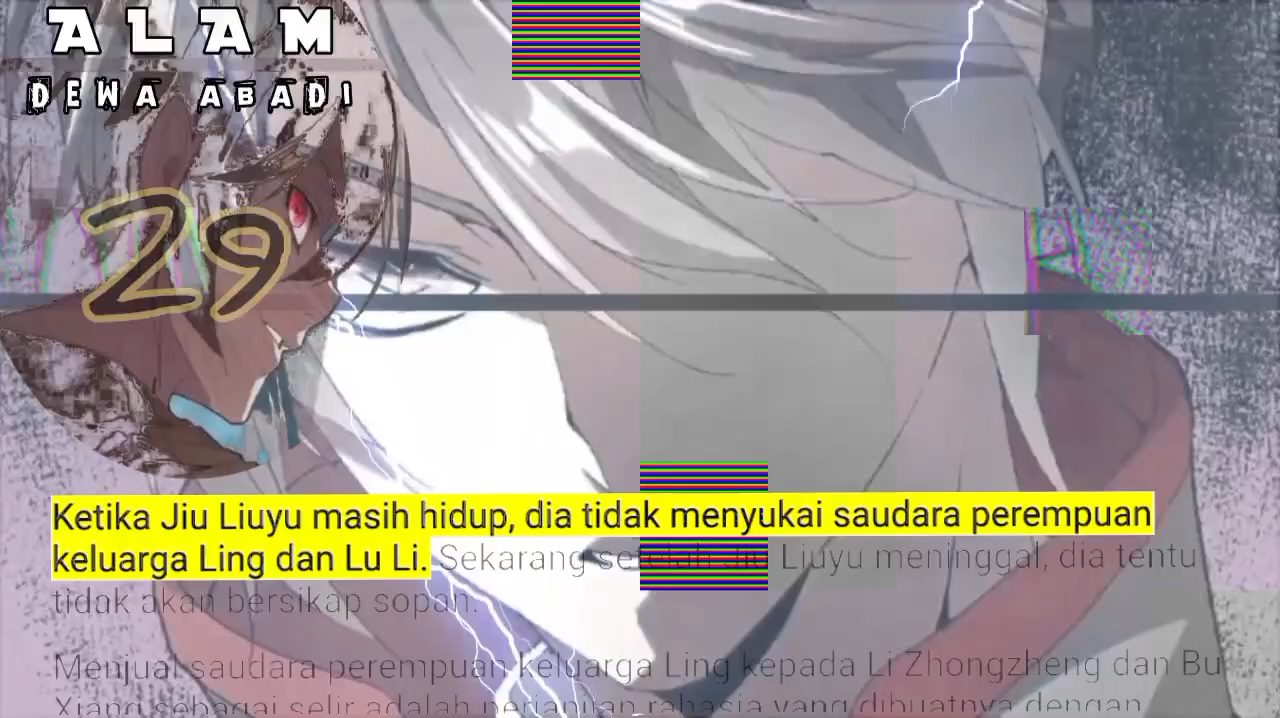 ALAM
DEWA ABADI
29
Ketika Jiu Liuyu masih hidup, dia tidak menyukai saudara perempuan
keluarga Ling dan Lu Li. Sekarang setelah Jiu Liuyu meninggal, dia tentu
tidak akan bersikap sopan.
Menjual saudara perempuan keluarga Ling kepada Li Zhongzheng dan Bu
Xiang sebagai selir adalah perjanjian rahasia yang dibuatnya dengan